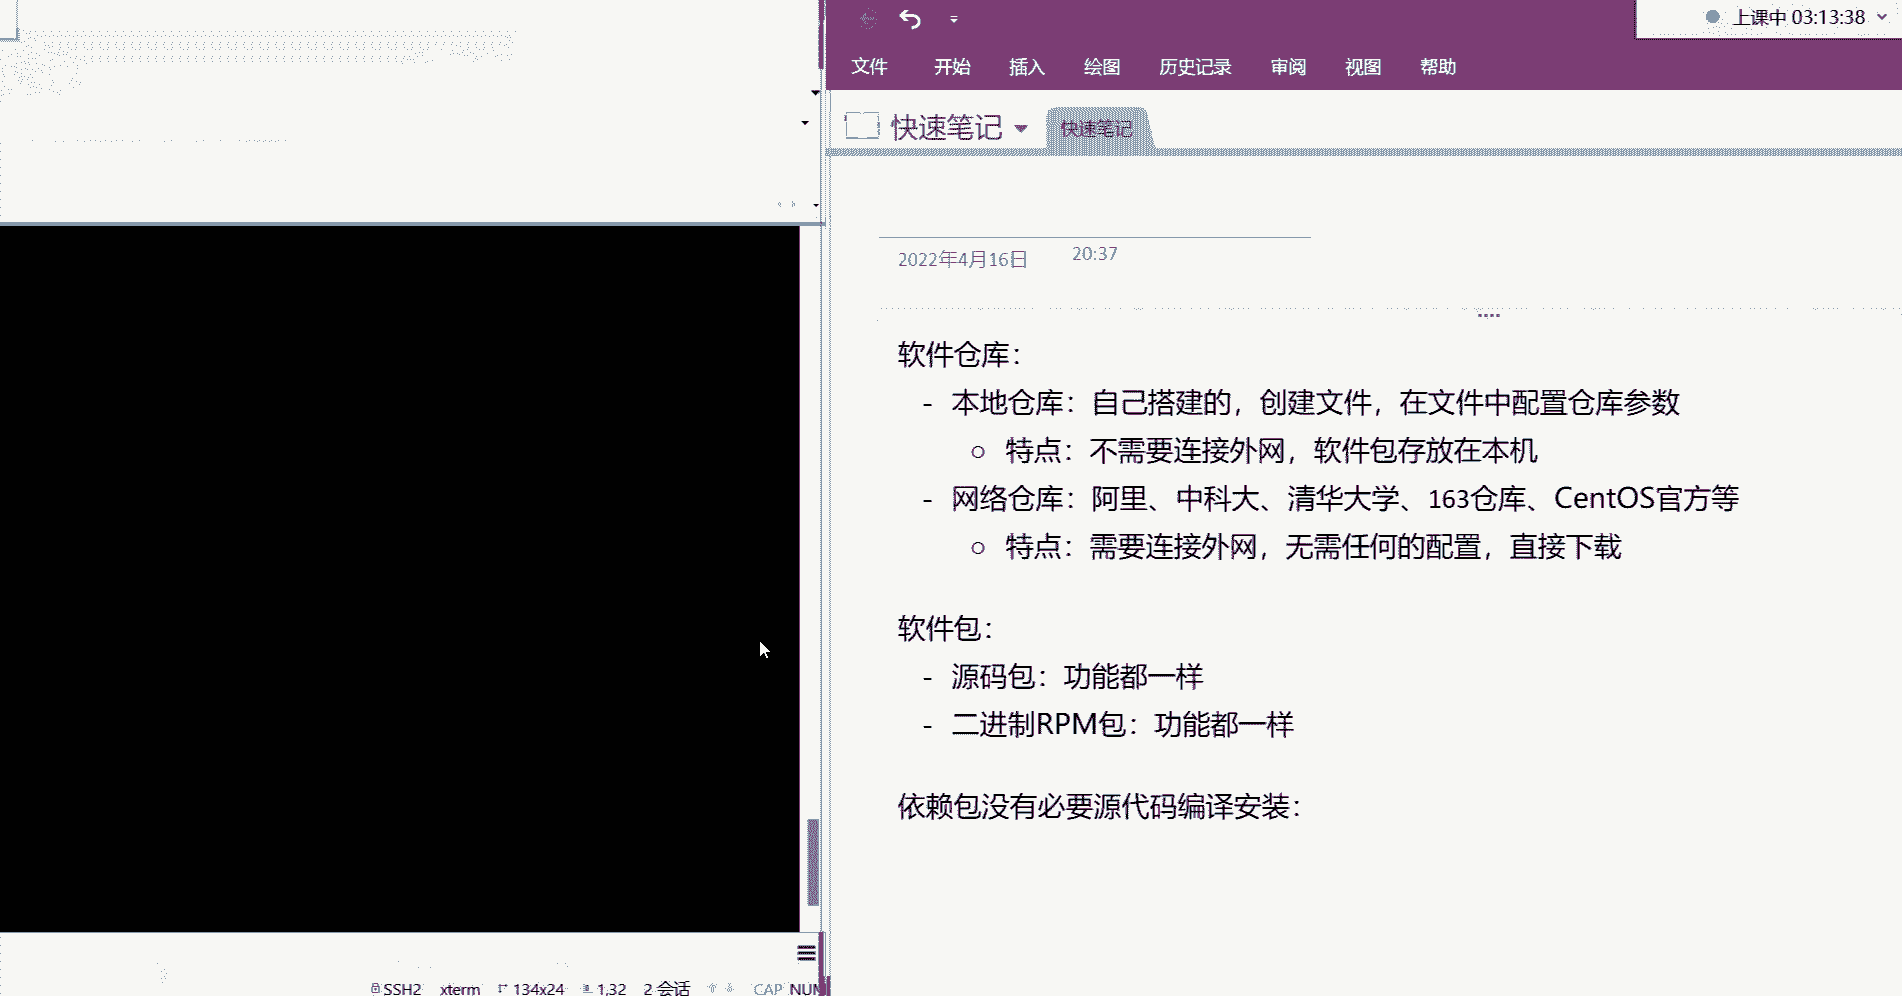 上课中 03:13:38
文件 开始 插入 绘图 历史记录 审阅 视图 帮助
快速笔记 快速笔记
2022年4月16日 20:37
软件仓库：
- 本地仓库：自己搭建的，创建文件，在文件中配置仓库参数
○ 特点：不需要连接外网，软件包存放在本机
- 网络仓库：阿里、中科大、清华大学、163仓库、CentOS官方等
○ 特点：需要连接外网，无需任何的配置，直接下载
软件包：
- 源码包：功能都一样
- 二进制RPM包：功能都一样
依赖包没有必要源代码编译安装：
SSH2 xterm 134x24 1,32 2 会话 CAP NUM